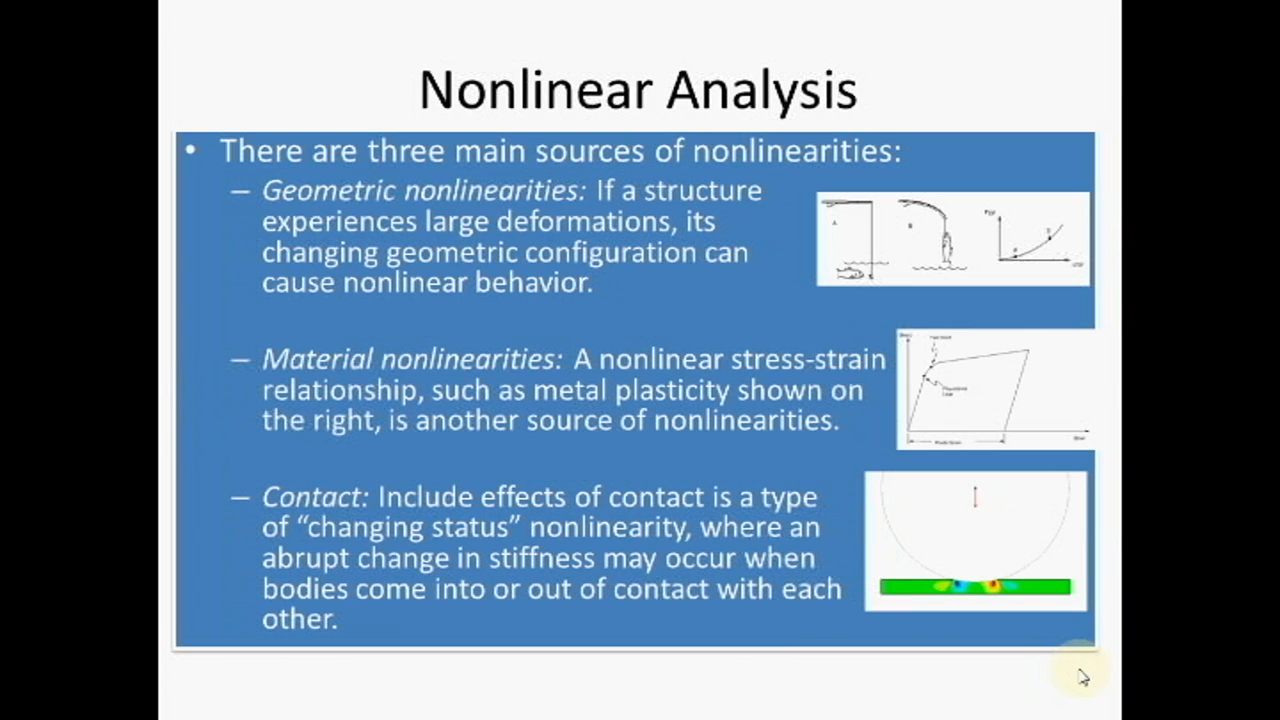 Nonlinear Analysis
• There are three main sources of nonlinearities:
– Geometric nonlinearities: If a structure
experiences large deformations, its
changing geometric configuration can
cause nonlinear behavior.
A
B
– Material nonlinearities: A nonlinear stress-strain
relationship, such as metal plasticity shown on
the right, is another source of nonlinearities.
– Contact: Include effects of contact is a type
of “changing status” nonlinearity, where an
abrupt change in stiffness may occur when
bodies come into or out of contact with each
other.